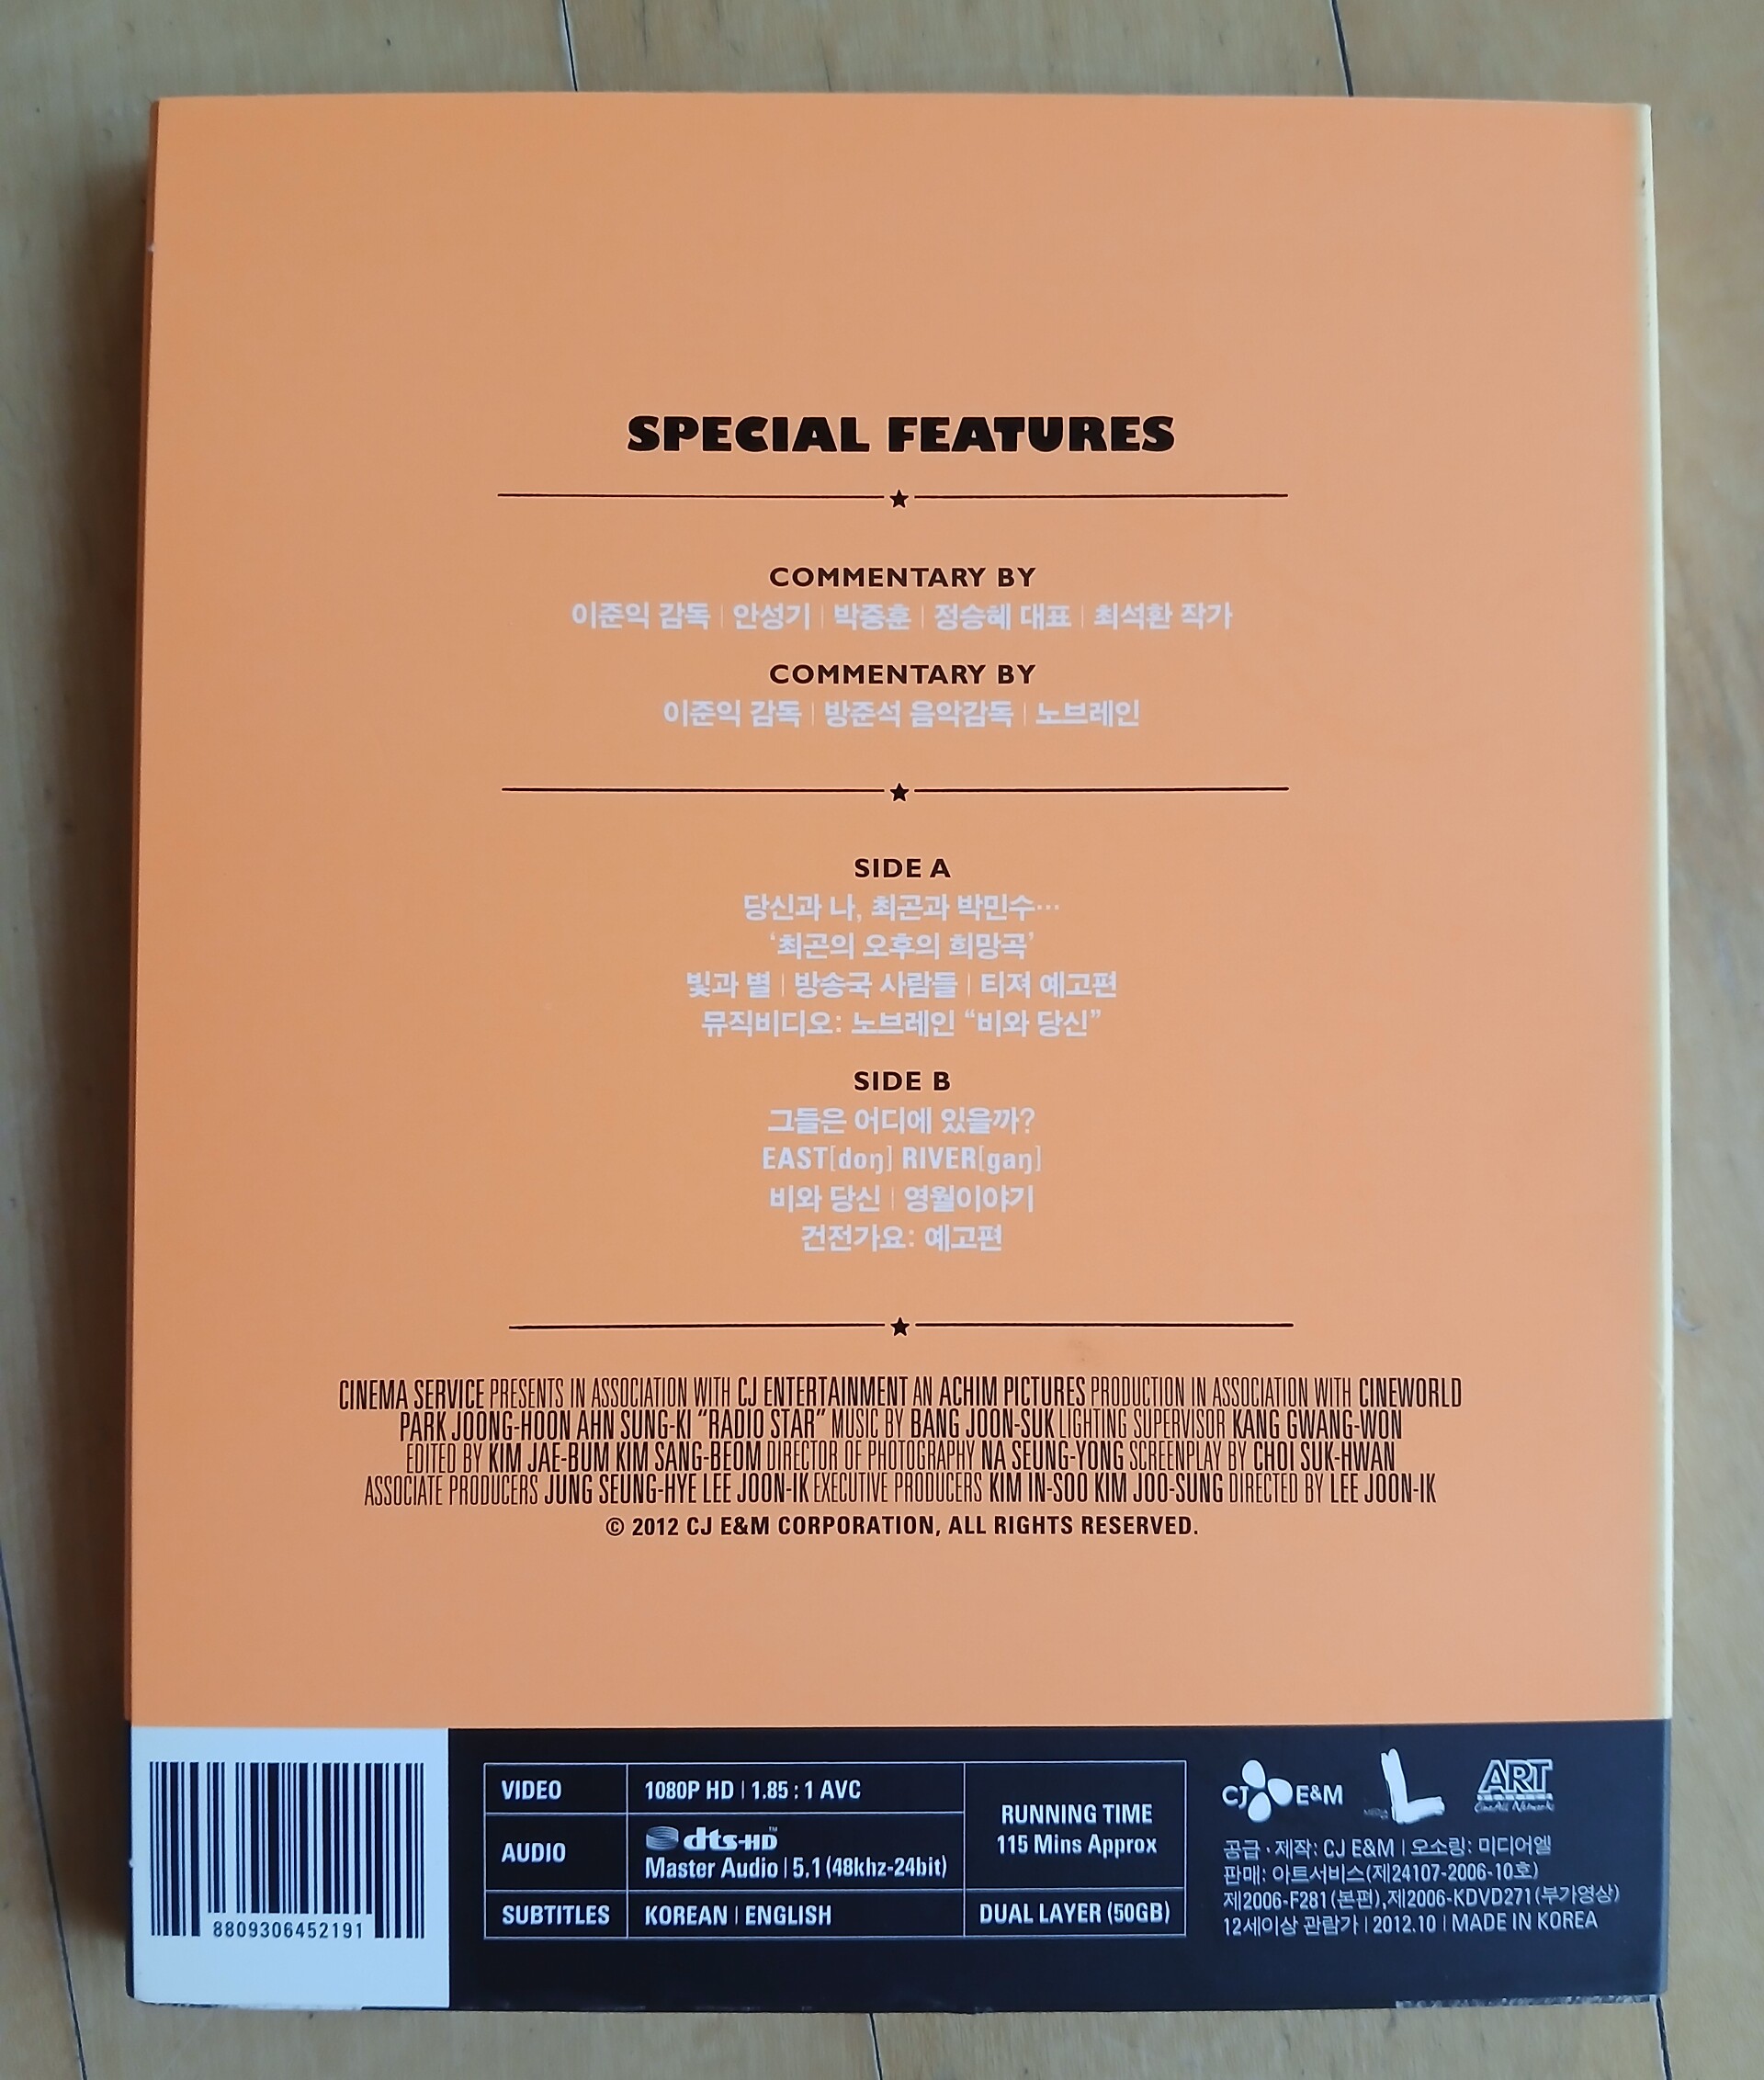 SPECIAL FEATURES
COMMENTARY BY
이준익 감독 | 안성기 | 박중훈 | 정승혜 대표 | 최석환 작가
COMMENTARY BY
이준익 감독 | 방준석 음악감독 | 노브레인
SIDE A
당신과 나, 최곤과 박민수…
‘최곤의 오후의 희망곡’
빛과 별 | 방송국 사람들 | 티져 예고편
뮤직비디오: 노브레인 “비와 당신”
SIDE B
그들은 어디에 있을까?
EAST[doŋ] RIVER[gaŋ]
비와 당신 | 영월이야기
건전가요: 예고편
CINEMA SERVICE PRESENTS IN ASSOCIATION WITH CJ ENTERTAINMENT AN ACHIM PICTURES PRODUCTION IN ASSOCIATION WITH CINEWORLD
PARK JOONG-HOON AHN SUNG-KI “RADIO STAR” MUSIC BY BANG JOON-SUK LIGHTING SUPERVISOR KANG GWANG-WON
EDITED BY KIM JAE-BUM KIM SANG-BEOM DIRECTOR OF PHOTOGRAPHY NA SEUNG-YONG SCREENPLAY BY CHOI SUK-HWAN
ASSOCIATE PRODUCERS JUNG SEUNG-HYE LEE JOON-IK EXECUTIVE PRODUCERS KIM IN-SOO KIM JOO-SUNG DIRECTED BY LEE JOON-IK
© 2012 CJ E&M CORPORATION, ALL RIGHTS RESERVED.
8809306452191
VIDEO
1080P HD | 1.85 : 1 AVC
AUDIO
dts-HD™
Master Audio | 5.1 (48khz-24bit)
SUBTITLES
KOREAN | ENGLISH
RUNNING TIME
115 Mins Approx
DUAL LAYER (50GB)
CJ E&M
L
ART
공급 · 제작: CJ E&M | 오소링: 미디어엘
판매: 아트서비스(제24107-2006-10호)
제2006-F281(본편),제2006-KDVD271(부가영상)
12세이상 관람가 | 2012.10 | MADE IN KOREA